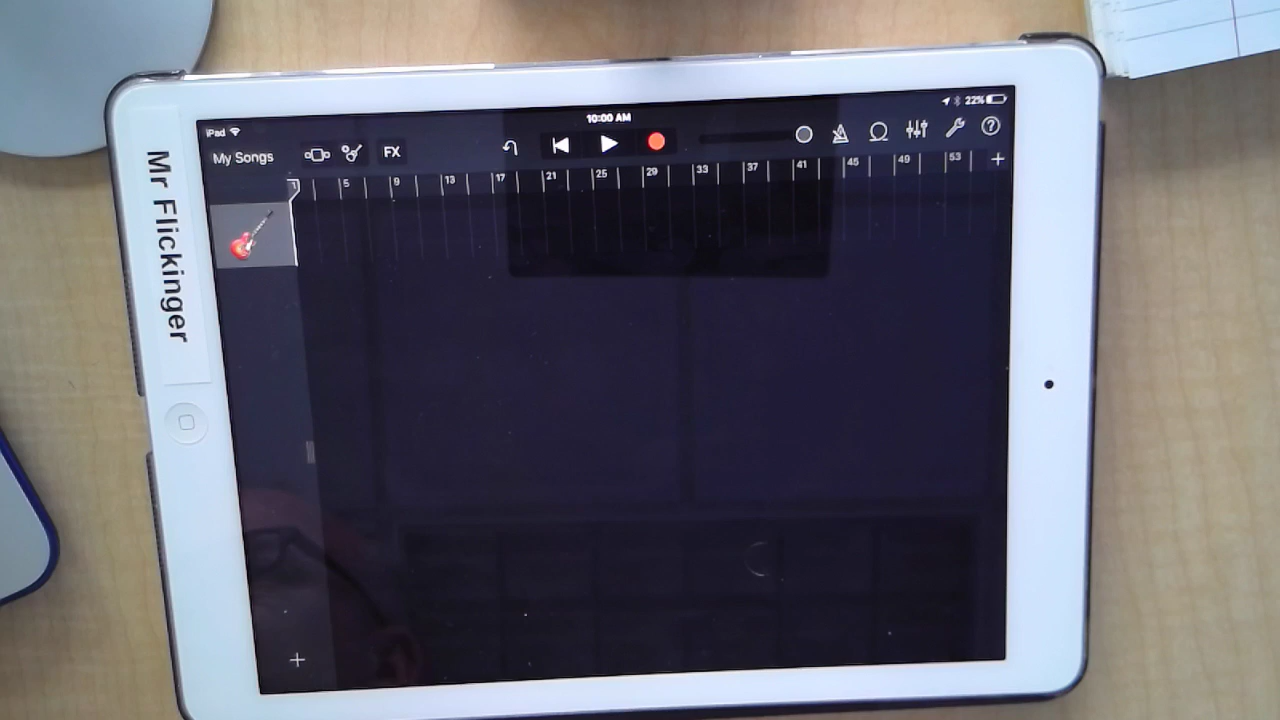 Mr Flickinger
iPad
10:00 AM
22%
My Songs
FX
1 5 9 13 17 21 25 29 33 37 41 45 49 53 +
?
+